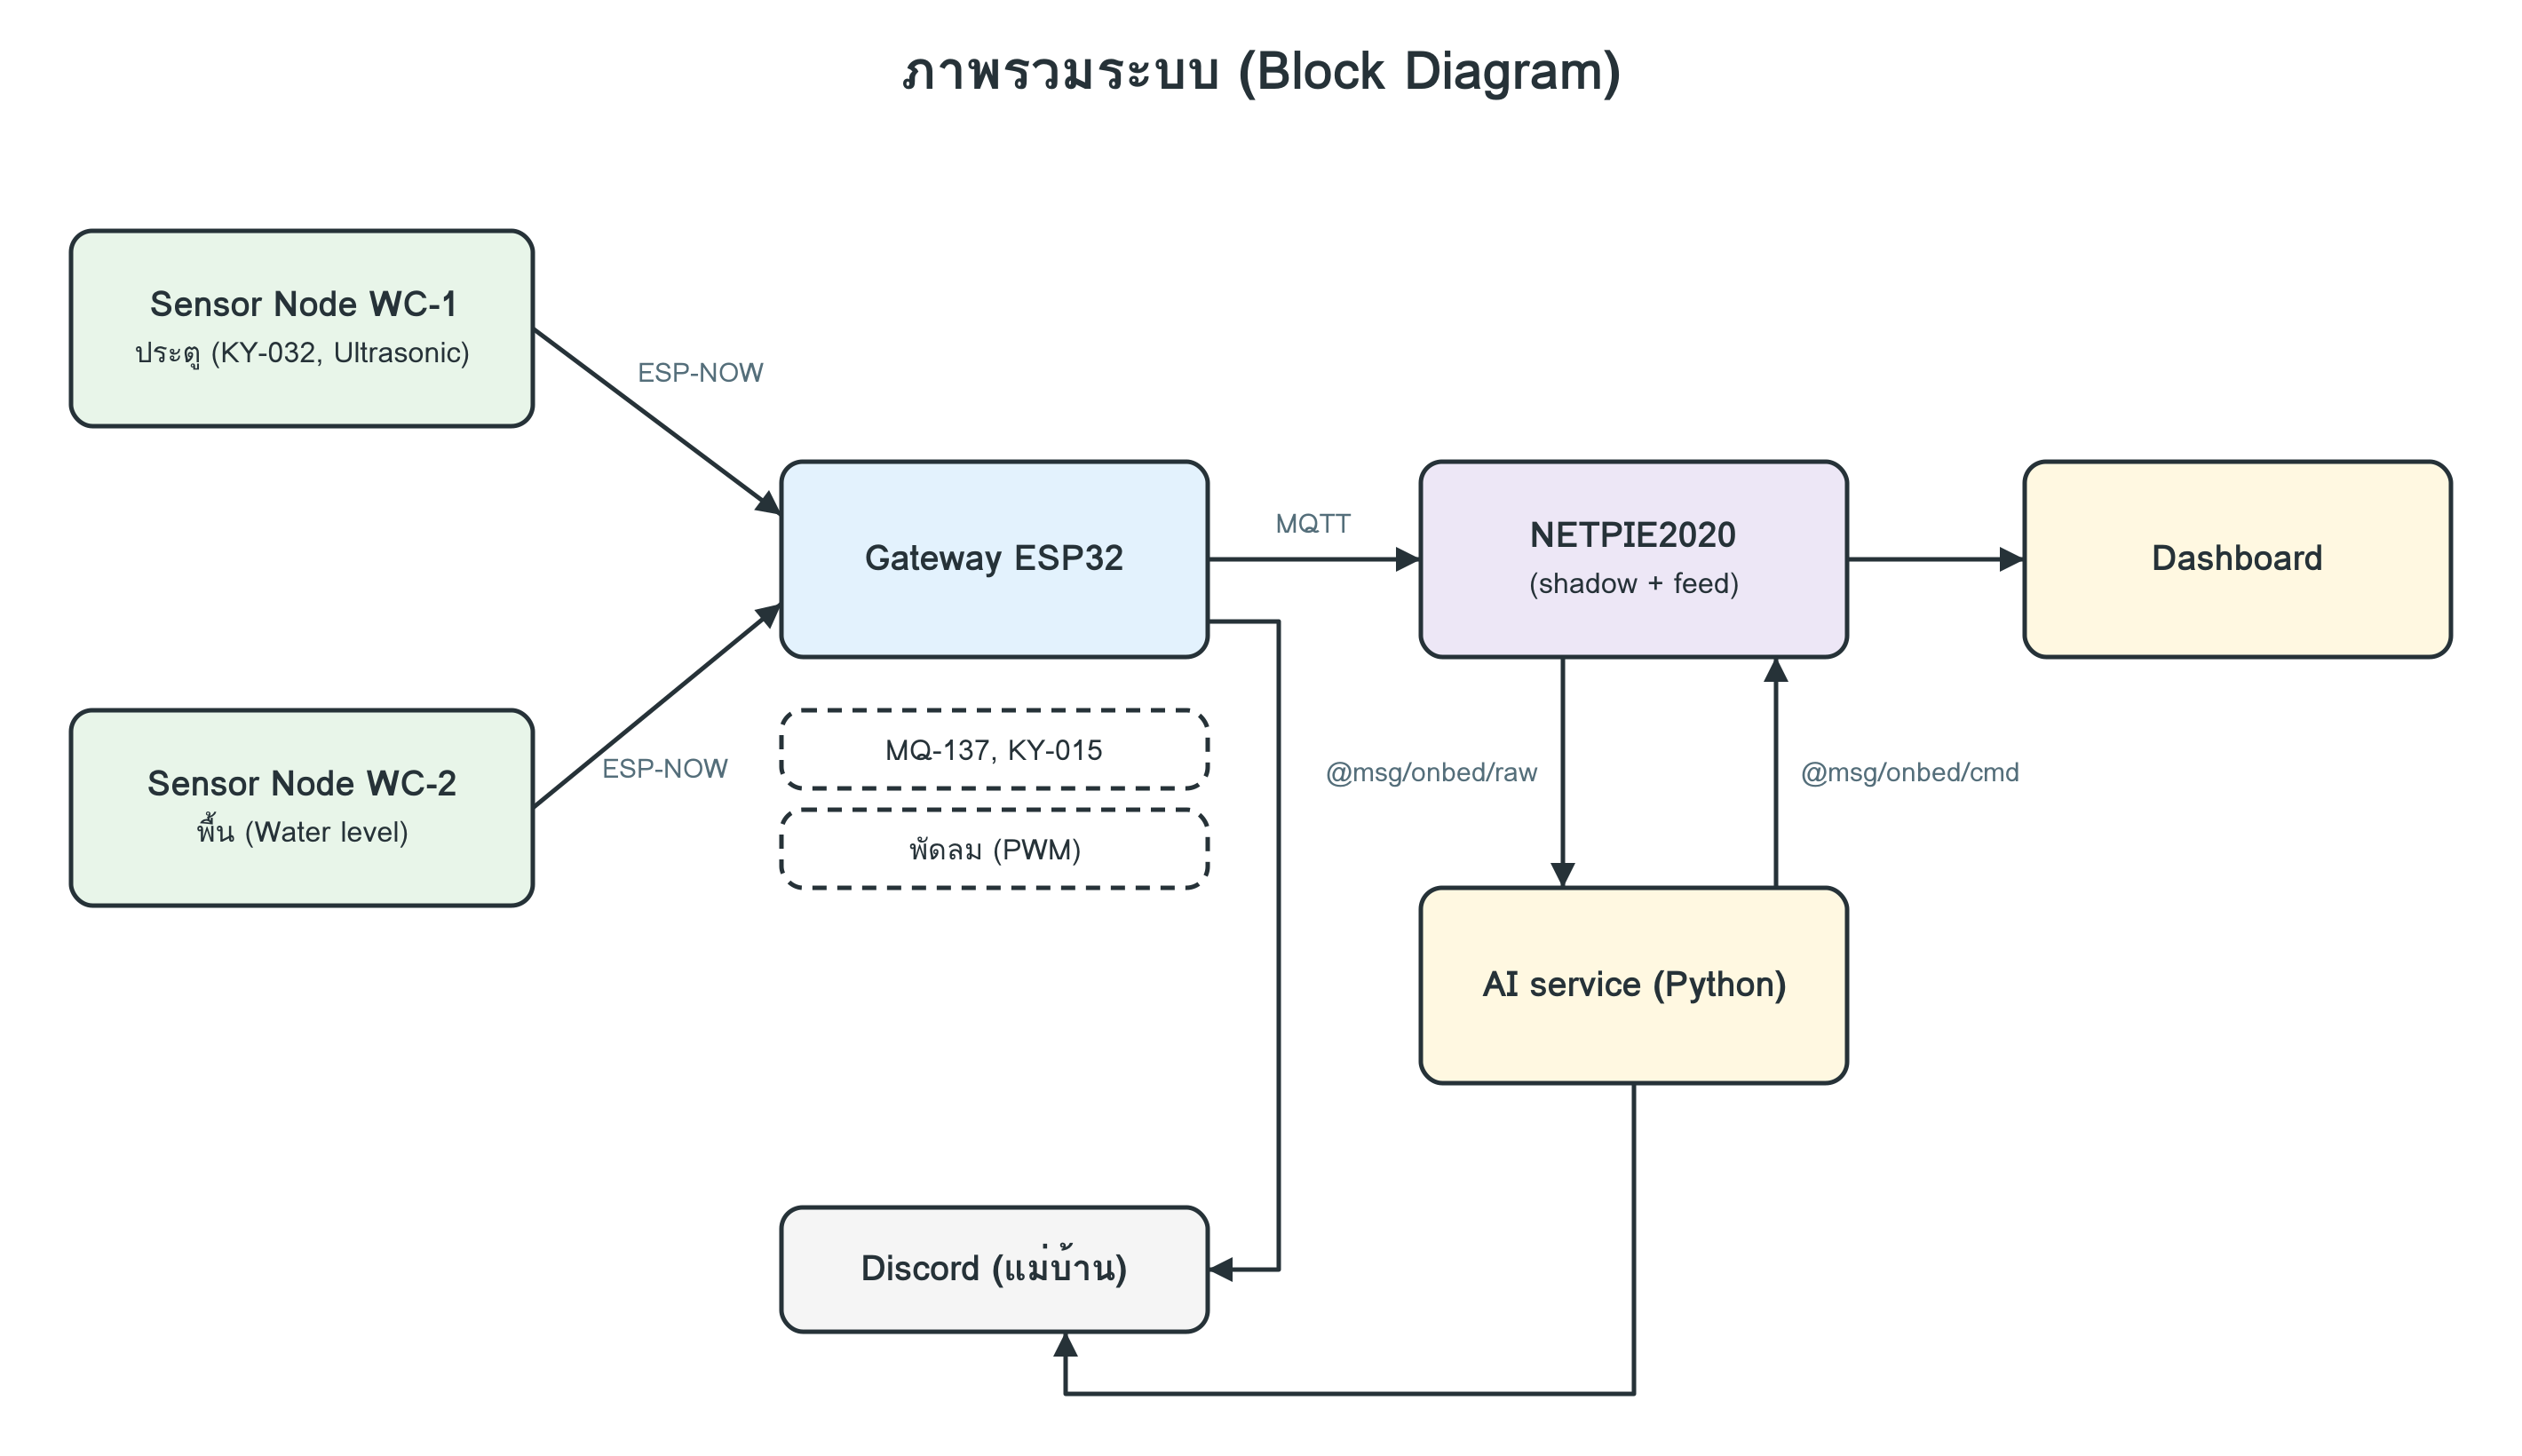 ภาพรวมระบบ (Block Diagram)
Sensor Node WC-1
ประตู (KY-032, Ultrasonic)
ESP-NOW
Gateway ESP32
MQTT
NETPIE2020
(shadow + feed)
Dashboard
Sensor Node WC-2
พื้น (Water level)
ESP-NOW
MQ-137, KY-015
พัดลม (PWM)
@msg/onbed/raw
@msg/onbed/cmd
AI service (Python)
Discord (แม่บ้าน)